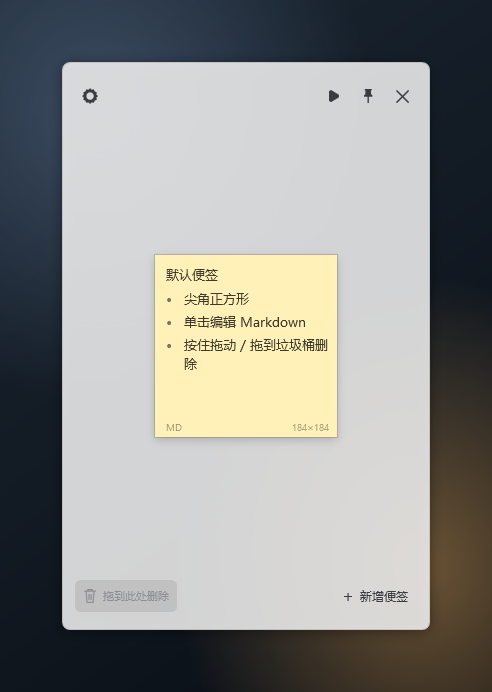 默认便签
• 尖角正方形
• 单击编辑 Markdown
• 按住拖动 / 拖到垃圾桶删
除
MD 184×184
拖到此处删除 + 新增便签